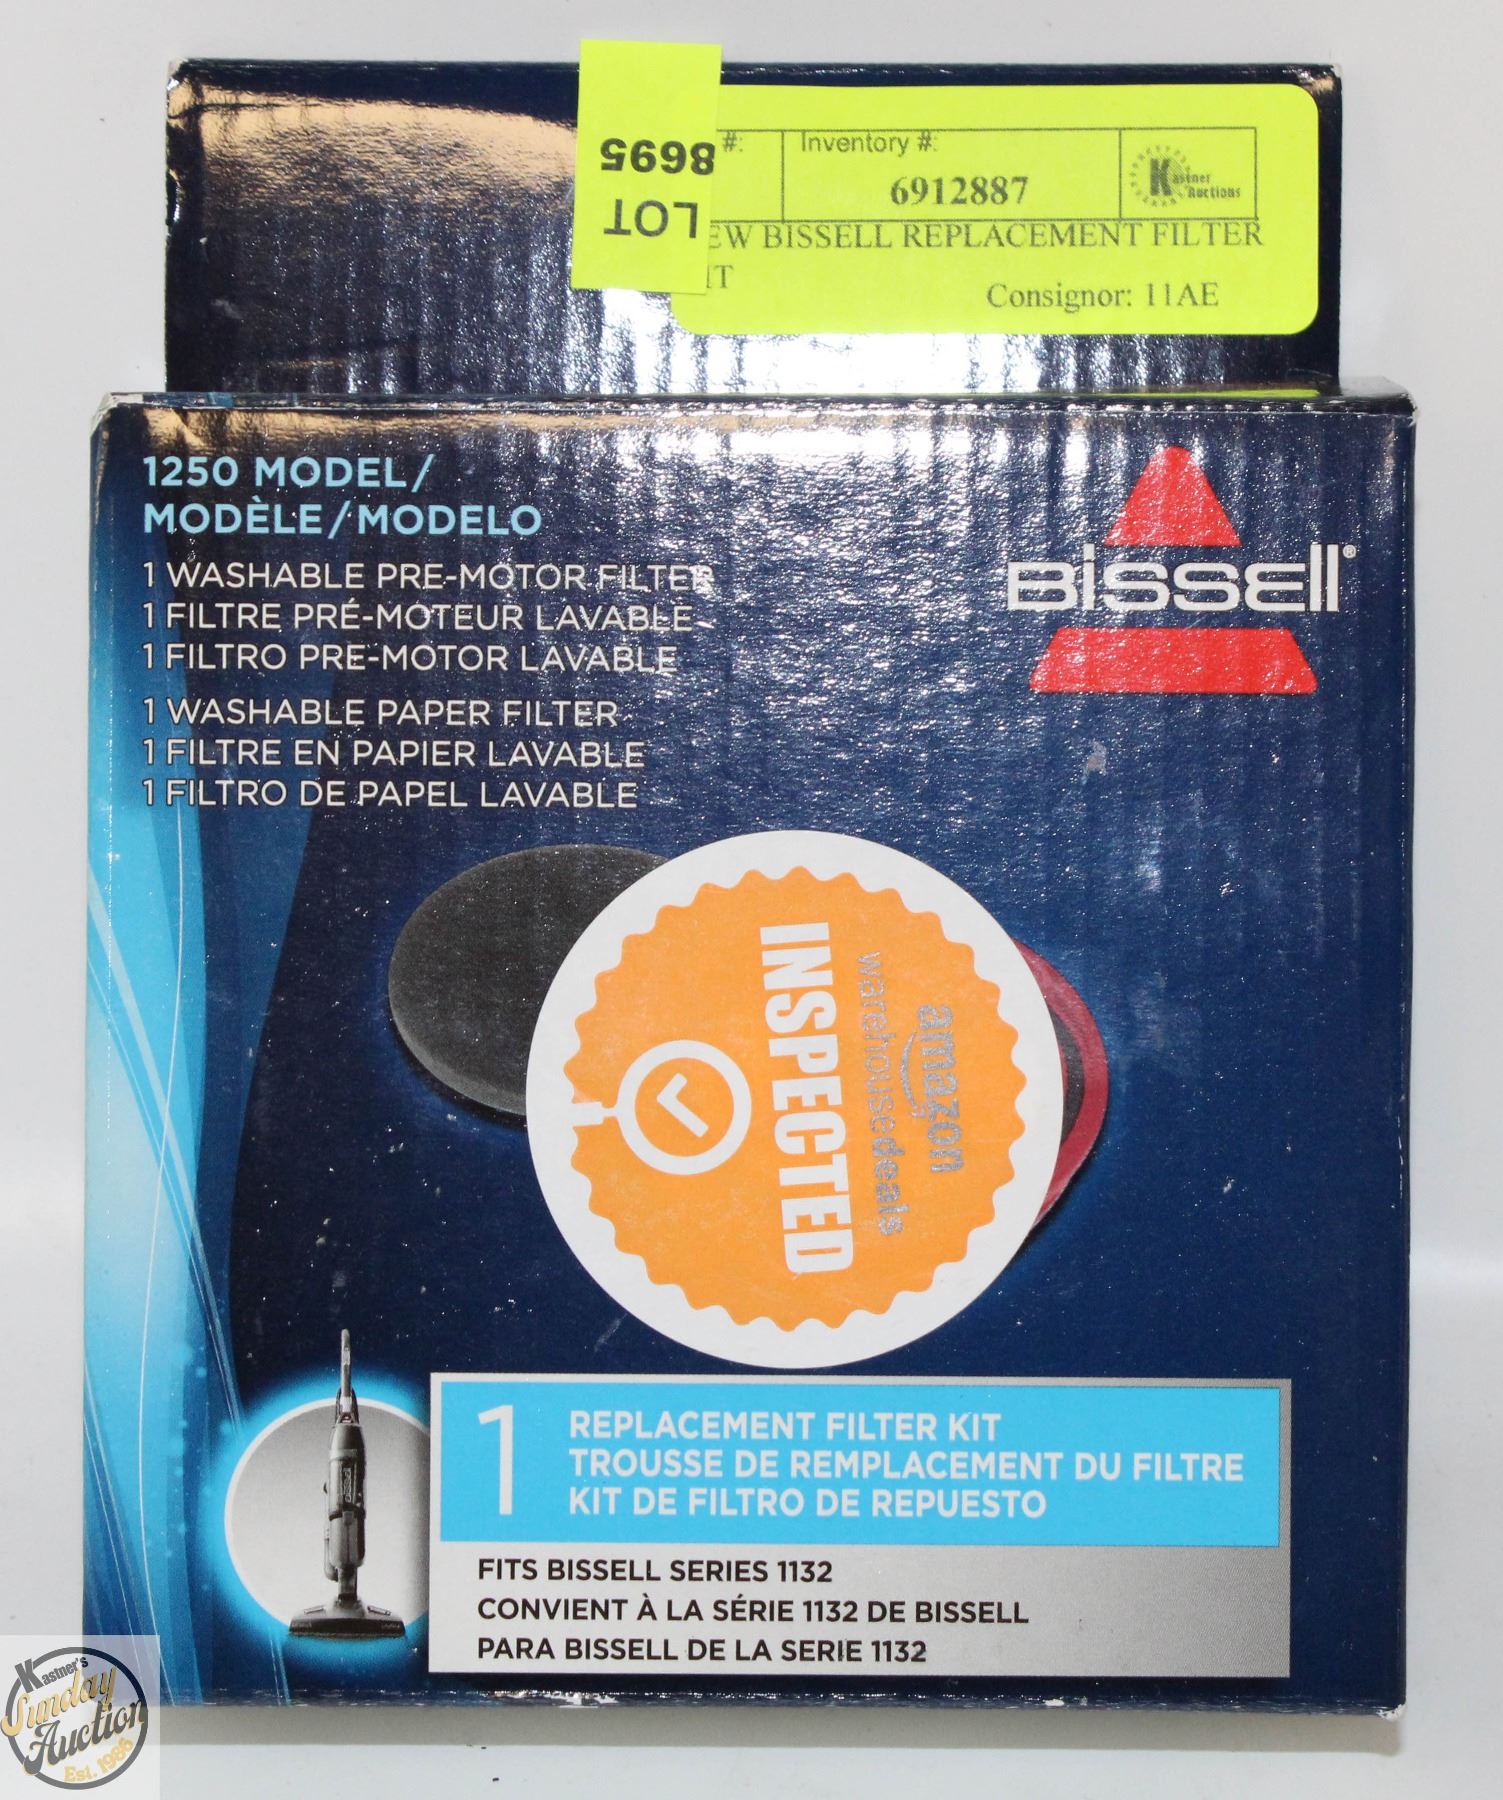 LOT
8695
#:
Inventory #:
6912887
Kastner
Auctions
EW BISSELL REPLACEMENT FILTER
IT
Consignor: 11AE
1250 MODEL/
MODÈLE/MODELO
1 WASHABLE PRE-MOTOR FILTER
1 FILTRE PRÉ-MOTEUR LAVABLE
1 FILTRO PRE-MOTOR LAVABLE
1 WASHABLE PAPER FILTER
1 FILTRE EN PAPIER LAVABLE
1 FILTRO DE PAPEL LAVABLE
BISSELL®
amazon
warehousedeals
INSPECTED
1
REPLACEMENT FILTER KIT
TROUSSE DE REMPLACEMENT DU FILTRE
KIT DE FILTRO DE REPUESTO
FITS BISSELL SERIES 1132
CONVIENT À LA SÉRIE 1132 DE BISSELL
PARA BISSELL DE LA SERIE 1132
Kastner's
Sunday
Auction
Est. 1986